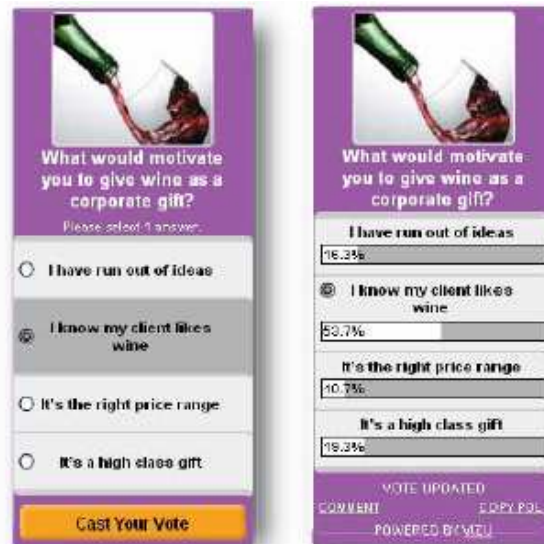 What would motivate
you to give wine as a
corporate gift?
Please select 1 answer.
I have run out of ideas
I know my client likes
wine
It's the right price range
It's a high class gift
Cast Your Vote
What would motivate
you to give wine as a
corporate gift?
I have run out of ideas
16.3%
I know my client likes
wine
53.7%
It's the right price range
10.7%
It's a high class gift
19.3%
VOTE UPDATED
COMMENT COPY POL
POWERED BY VIZU